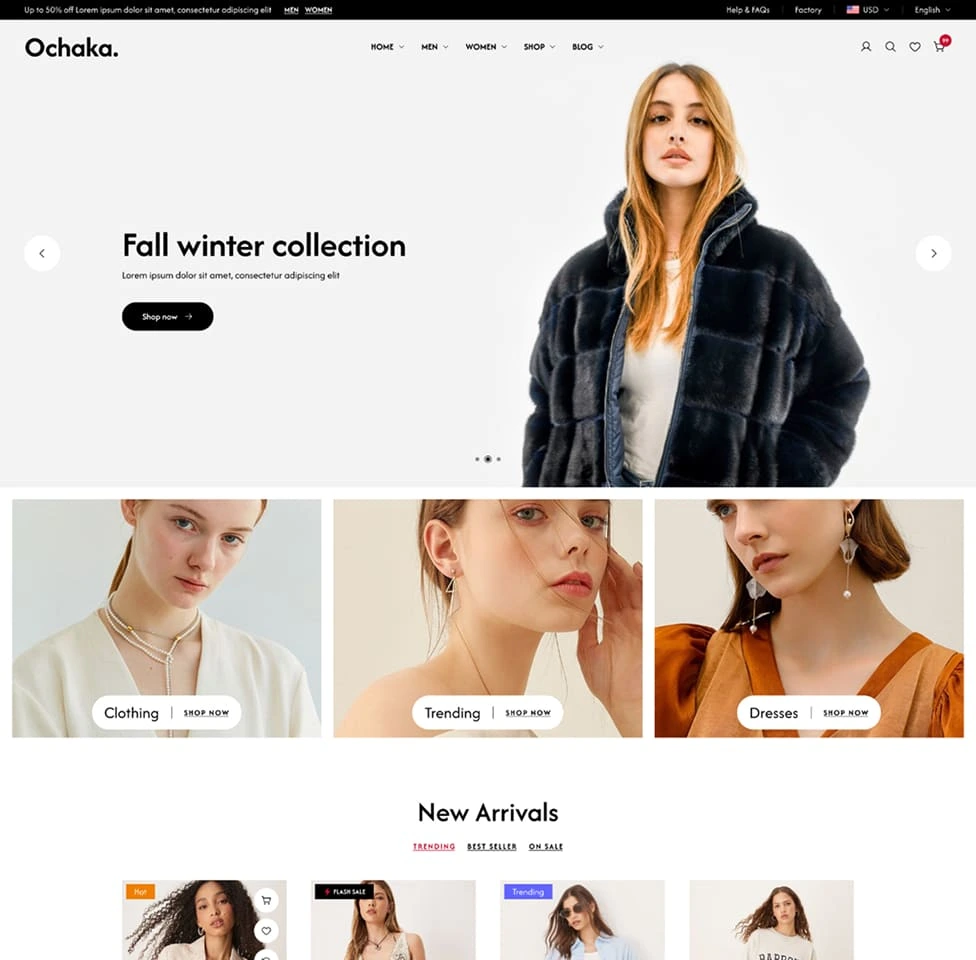 Up to 50% off Lorem ipsum dolor sit amet, consectetur adipiscing elit MEN WOMEN
Help & FAQs Factory USD English
Ochaka.
HOME MEN WOMEN SHOP BLOG
99
Fall winter collection
Lorem ipsum dolor sit amet, consectetur adipiscing elit
Shop now
Clothing | SHOP NOW
Trending | SHOP NOW
Dresses | SHOP NOW
New Arrivals
TRENDING BEST SELLER ON SALE
Hot
FLASH SALE
Trending